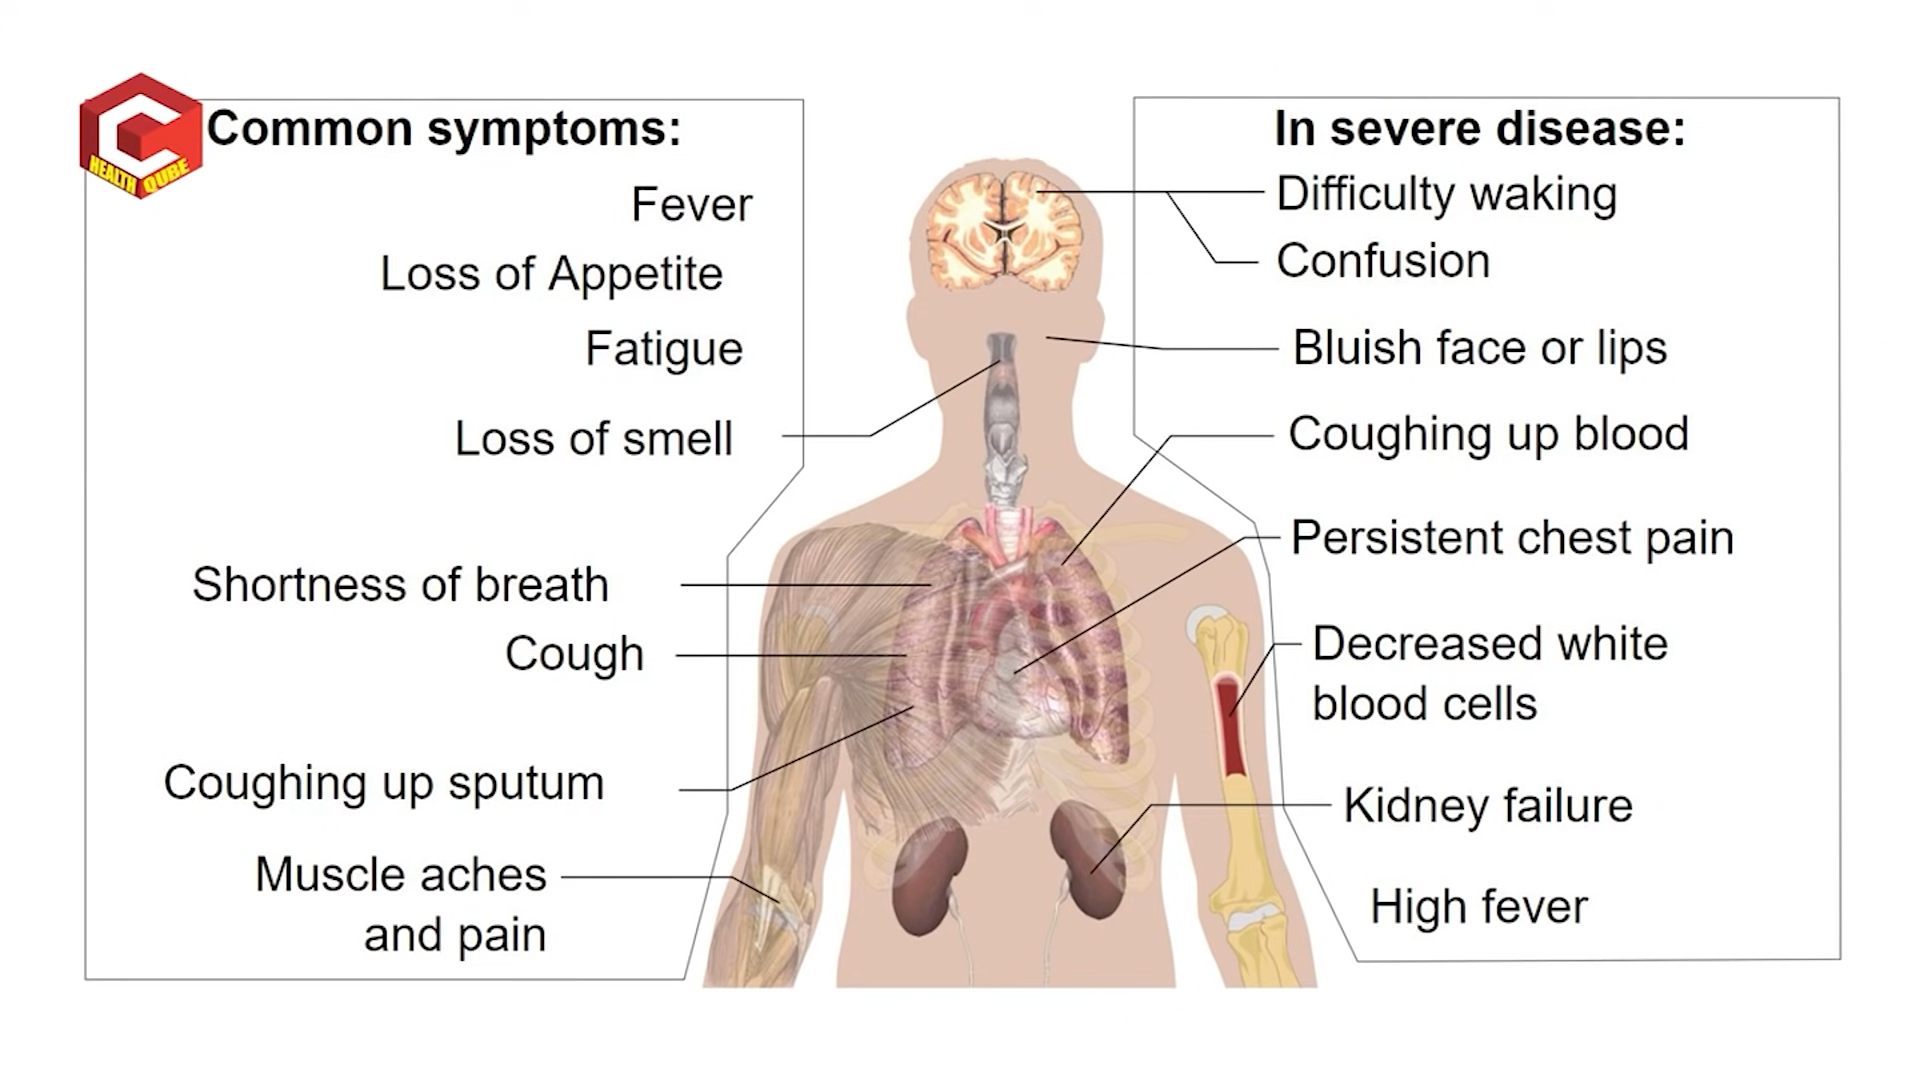 HEALTH QUBE
Common symptoms:
Fever
Loss of Appetite
Fatigue
Loss of smell
Shortness of breath
Cough
Coughing up sputum
Muscle aches
and pain
In severe disease:
Difficulty waking
Confusion
Bluish face or lips
Coughing up blood
Persistent chest pain
Decreased white
blood cells
Kidney failure
High fever